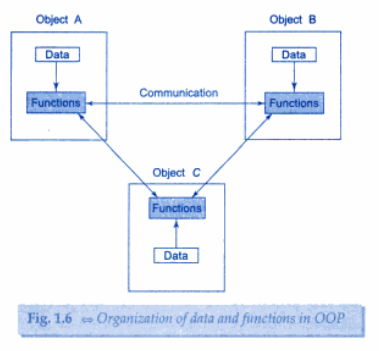 Object A
Object B
Data
Data
Communication
Functions
Functions
Object C
Functions
Data
Fig. 1.6 ⇔ Organization of data and functions in OOP